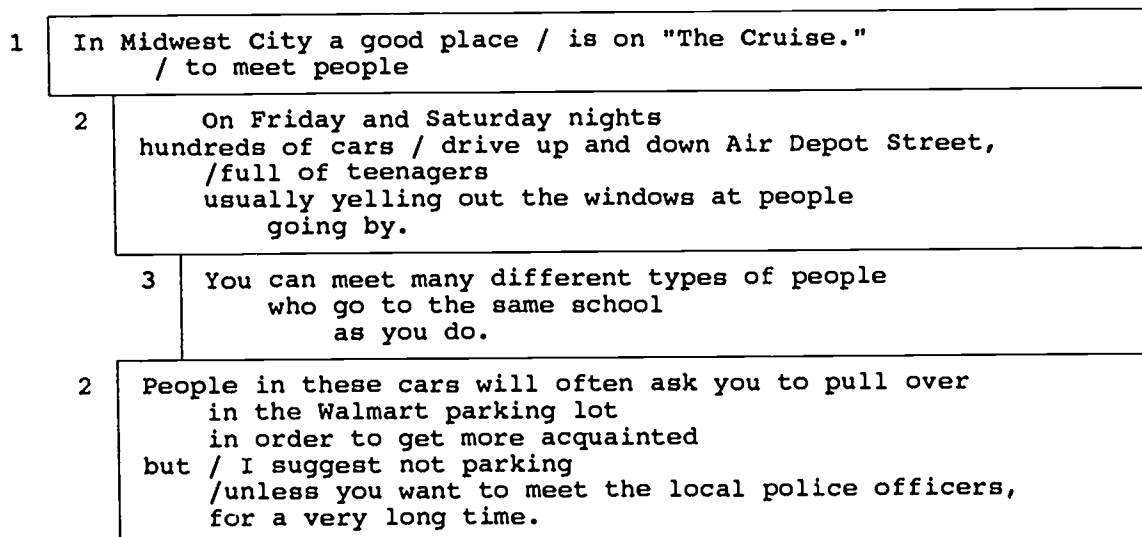 1 In Midwest City a good place / is on "The Cruise."
/ to meet people
2 On Friday and Saturday nights
hundreds of cars / drive up and down Air Depot Street,
/full of teenagers
usually yelling out the windows at people
going by.
3 You can meet many different types of people
who go to the same school
as you do.
2 People in these cars will often ask you to pull over
in the Walmart parking lot
in order to get more acquainted
but / I suggest not parking
/unless you want to meet the local police officers,
for a very long time.